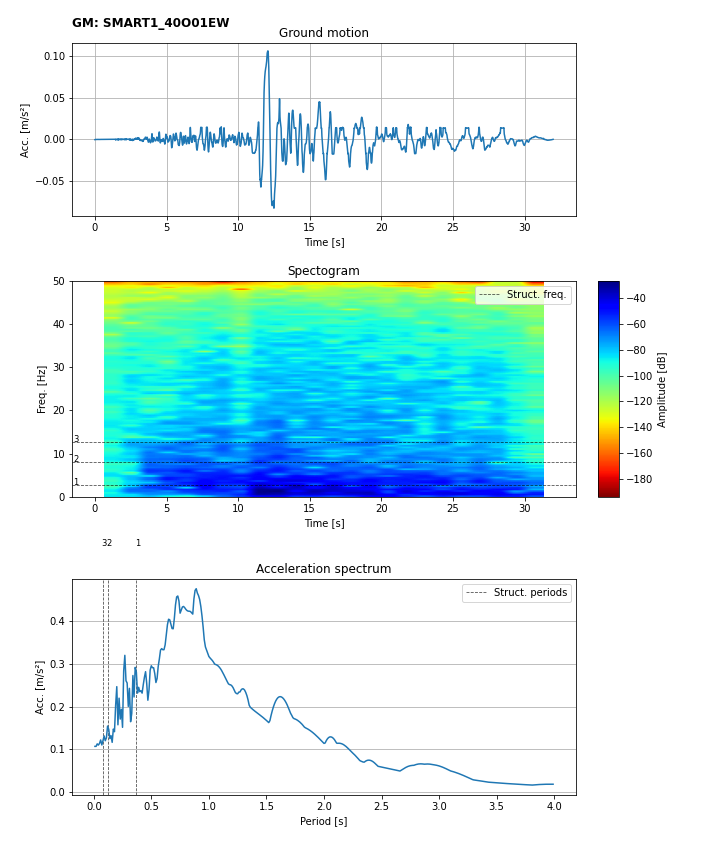 GM: SMART1_40O01EW
Ground motion
0.10
0.05
0.00
−0.05
Acc. [m/s²]
0 5 10 15 20 25 30
Time [s]
Spectogram
50
40
30
20
10
0
Freq. [Hz]
Struct. freq.
3
2
1
0 5 10 15 20 25 30
Time [s]
−40
−60
−80
−100
−120
−140
−160
−180
Amplitude [dB]
32 1
Acceleration spectrum
Struct. periods
0.4
0.3
0.2
0.1
0.0
Acc. [m/s²]
0.0 0.5 1.0 1.5 2.0 2.5 3.0 3.5 4.0
Period [s]